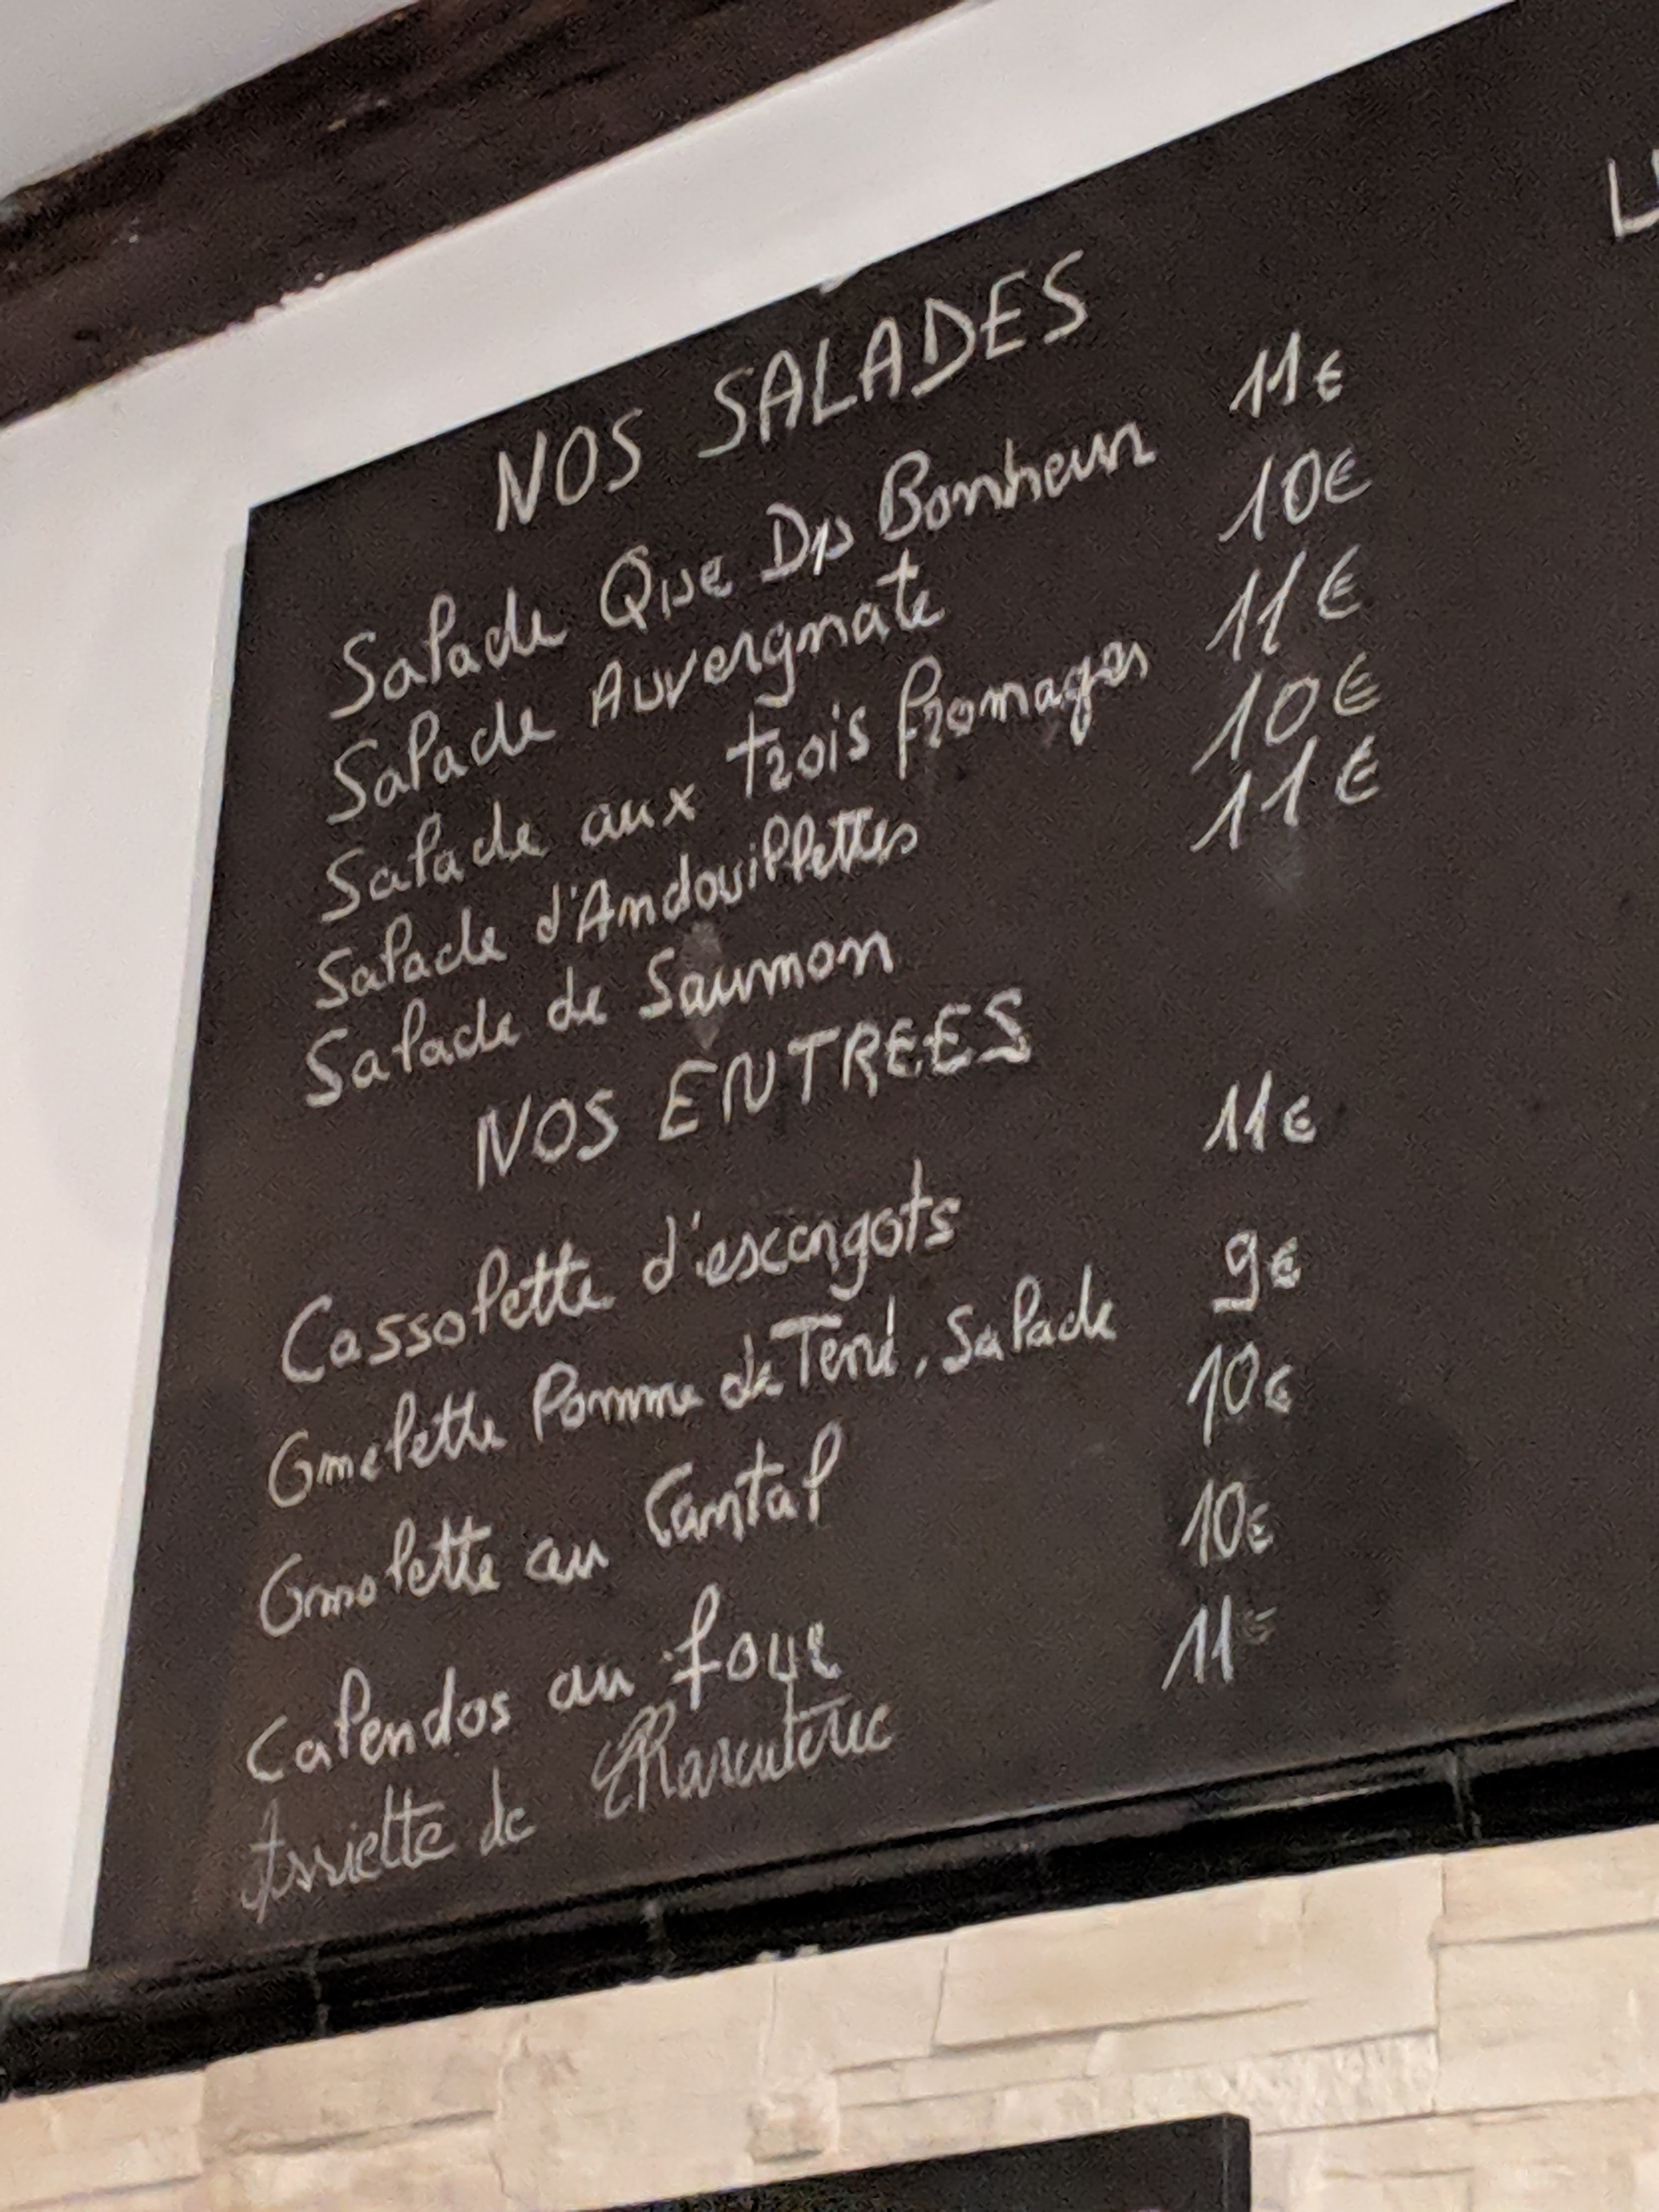 NOS SALADES
Salade Que Du Bonheur 11€
Salade Auvergnate 10€
Salade aux trois fromages 11€
Salade d'Andouillettes 10€
Salade de Saumon 11€
NOS ENTREES
Cassolette d'escargots 11€
Omelette Pomme de Terre, Salade 9€
Omelette au Cantal 10€
Calendos au four 10€
Assiette de Charcuterie 11€